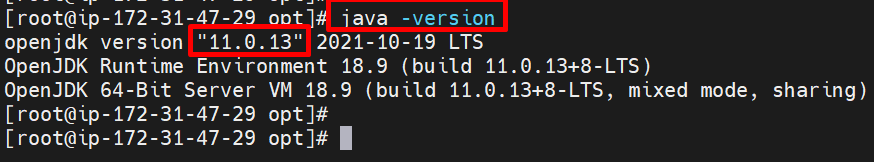 [root@ip-172-31-47-29 opt]# java -version
openjdk version "11.0.13" 2021-10-19 LTS
OpenJDK Runtime Environment 18.9 (build 11.0.13+8-LTS)
OpenJDK 64-Bit Server VM 18.9 (build 11.0.13+8-LTS, mixed mode, sharing)
[root@ip-172-31-47-29 opt]#
[root@ip-172-31-47-29 opt]#